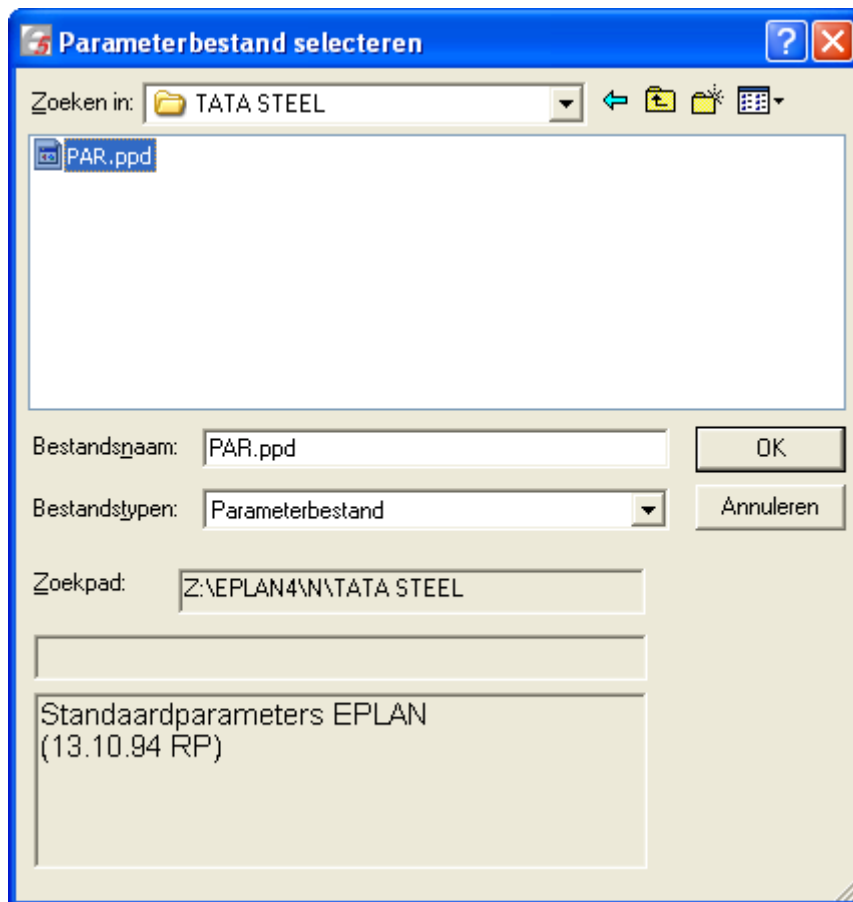 Parameterbestand selecteren
Zoeken in: TATA STEEL
PAR.ppd
Bestandsnaam: PAR.ppd OK
Bestandstypen: Parameterbestand Annuleren
Zoekpad: Z:\EPLAN4\N\TATA STEEL
Standaardparameters EPLAN
(13.10.94 RP)